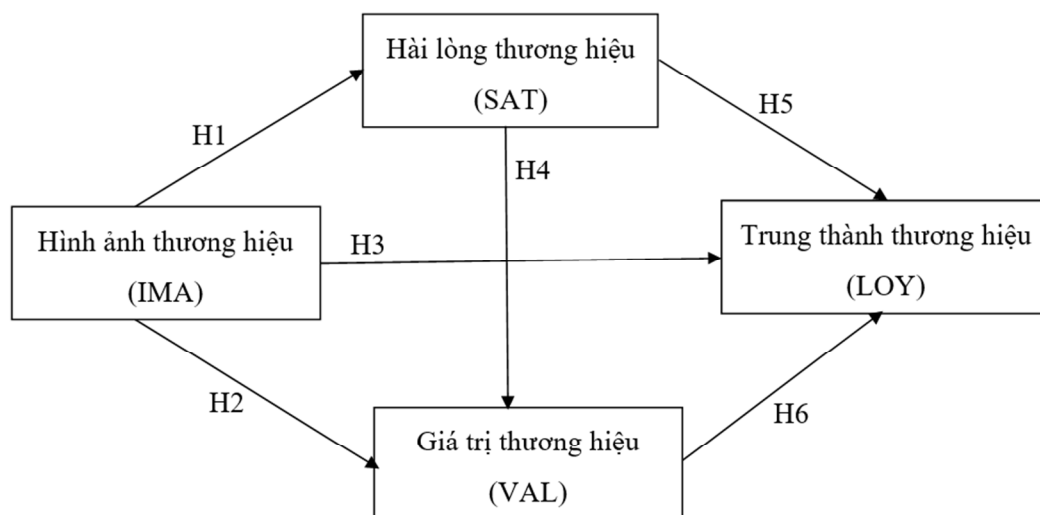 Hài lòng thương hiệu
(SAT)
H5
H1
H4
Hình ảnh thương hiệu
(IMA)
H3
Trung thành thương hiệu
(LOY)
H2
H6
Giá trị thương hiệu
(VAL)